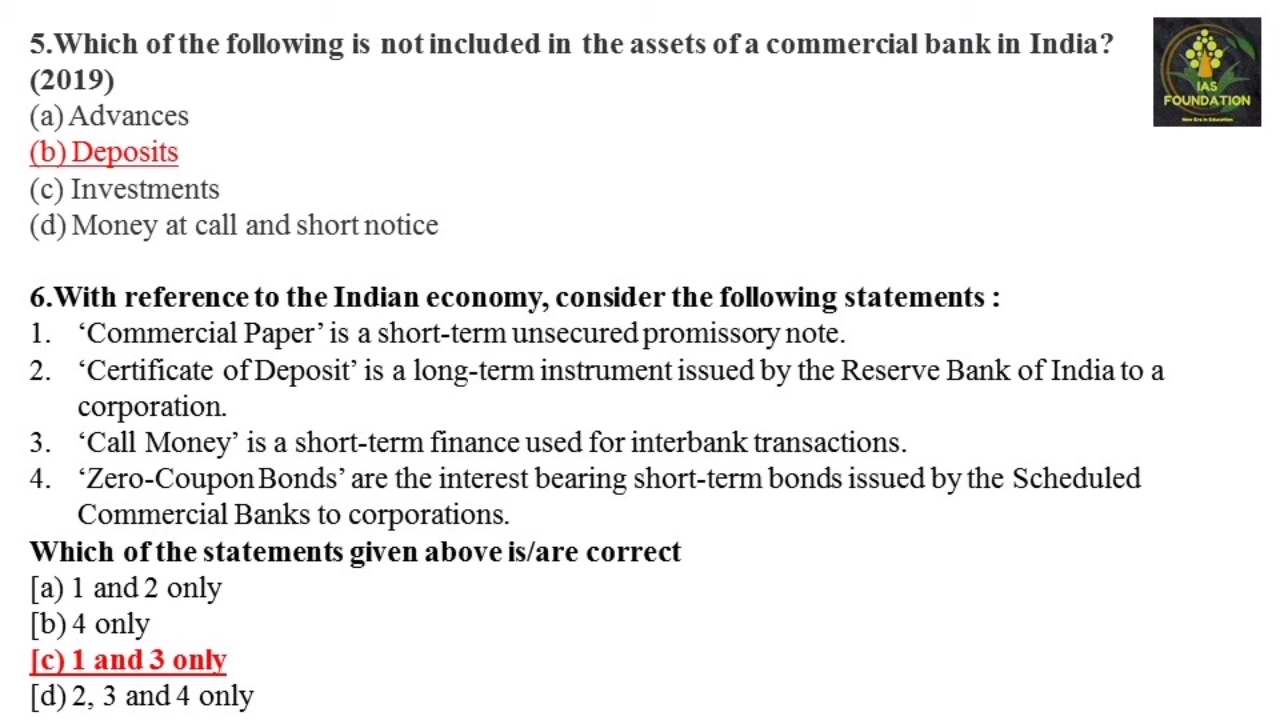 5.Which of the following is not included in the assets of a commercial bank in India?
(2019)
(a) Advances
(b) Deposits
(c) Investments
(d) Money at call and short notice
IAS
FOUNDATION
New Era in Education
6.With reference to the Indian economy, consider the following statements :
1. ‘Commercial Paper’ is a short-term unsecured promissory note.
2. ‘Certificate of Deposit’ is a long-term instrument issued by the Reserve Bank of India to a
corporation.
3. ‘Call Money’ is a short-term finance used for interbank transactions.
4. ‘Zero-Coupon Bonds’ are the interest bearing short-term bonds issued by the Scheduled
Commercial Banks to corporations.
Which of the statements given above is/are correct
[a) 1 and 2 only
[b) 4 only
[c) 1 and 3 only
[d) 2, 3 and 4 only